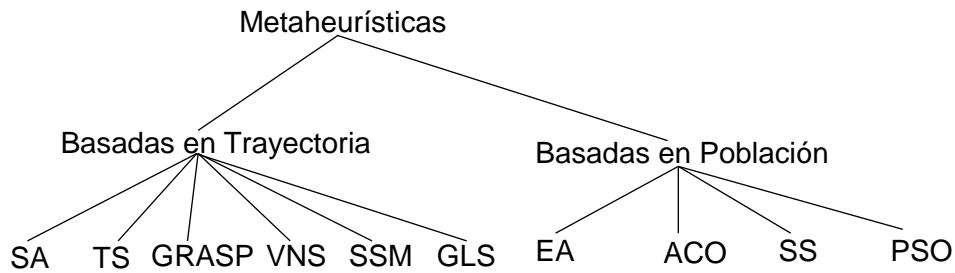 Metaheurísticas
Basadas en Trayectoria
Basadas en Población
SA TS GRASP VNS SSM GLS
EA ACO SS PSO